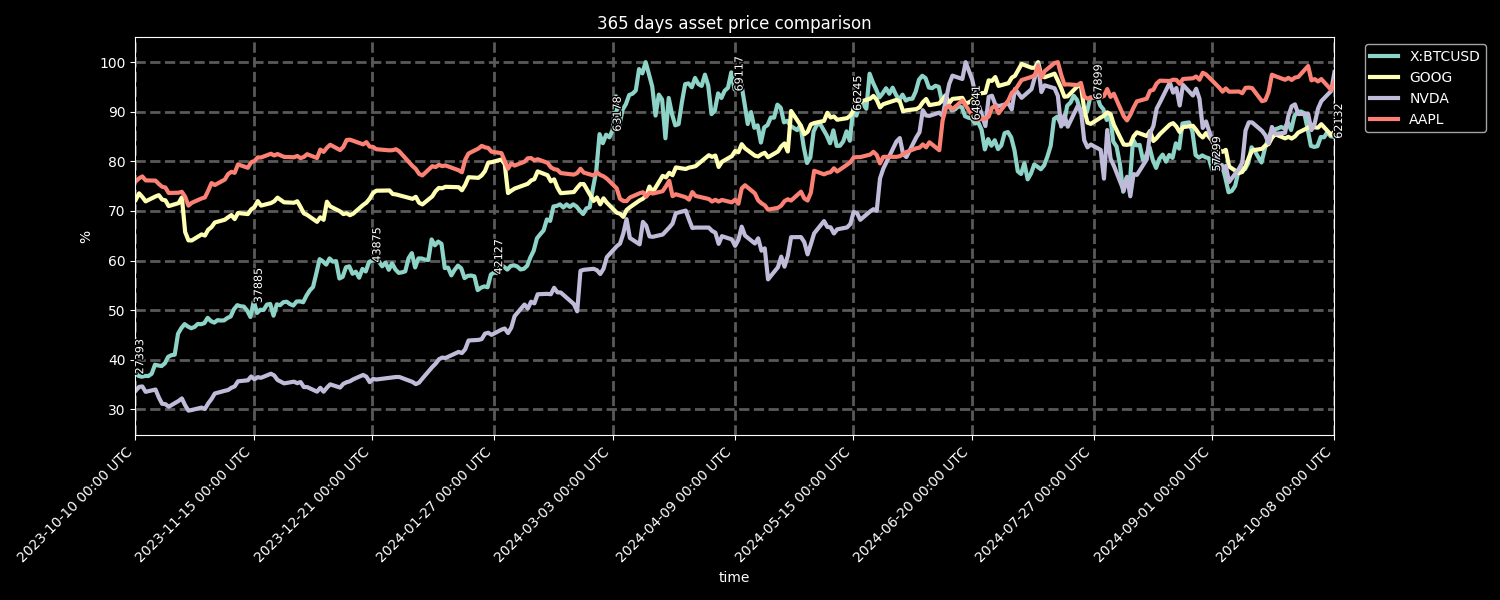 365 days asset price comparison
X:BTCUSD
GOOG
NVDA
AAPL
100
90
80
70
60
50
40
30
%
27393
37885
43875
42127
63178
69117
66245
64841
67899
57299
62132
2023-10-10 00:00 UTC
2023-11-15 00:00 UTC
2023-12-21 00:00 UTC
2024-01-27 00:00 UTC
2024-03-03 00:00 UTC
2024-04-09 00:00 UTC
2024-05-15 00:00 UTC
2024-06-20 00:00 UTC
2024-07-27 00:00 UTC
2024-09-01 00:00 UTC
2024-10-08 00:00 UTC
time